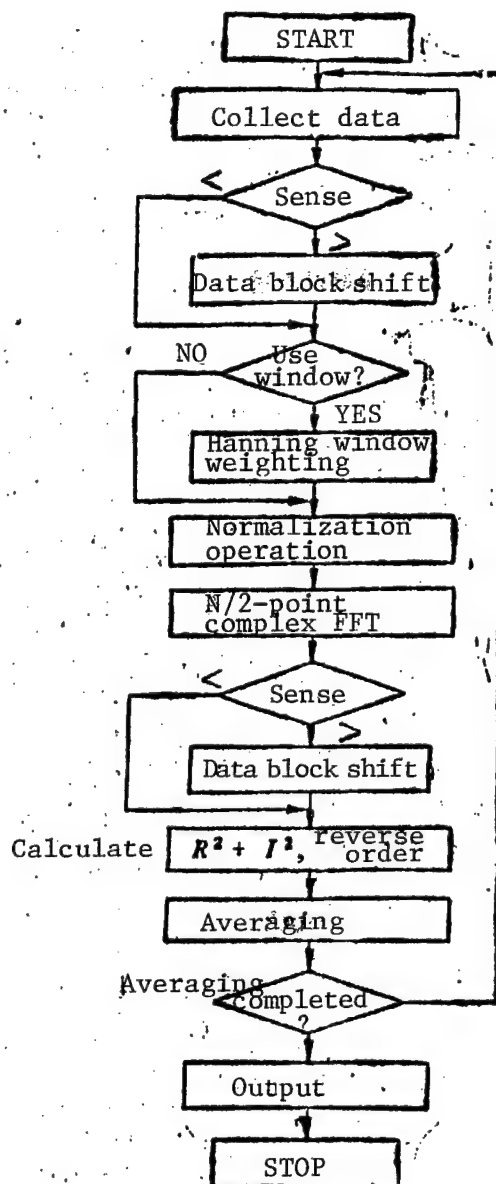 START
Collect data
<
Sense
>
Data block shift
NO
Use
window?
YES
Hanning window
weighting
Normalization
operation
N/2-point
complex FFT
<
Sense
>
Data block shift
Calculate R² + I², reverse
order
Averaging
Averaging
completed
?
Output
STOP